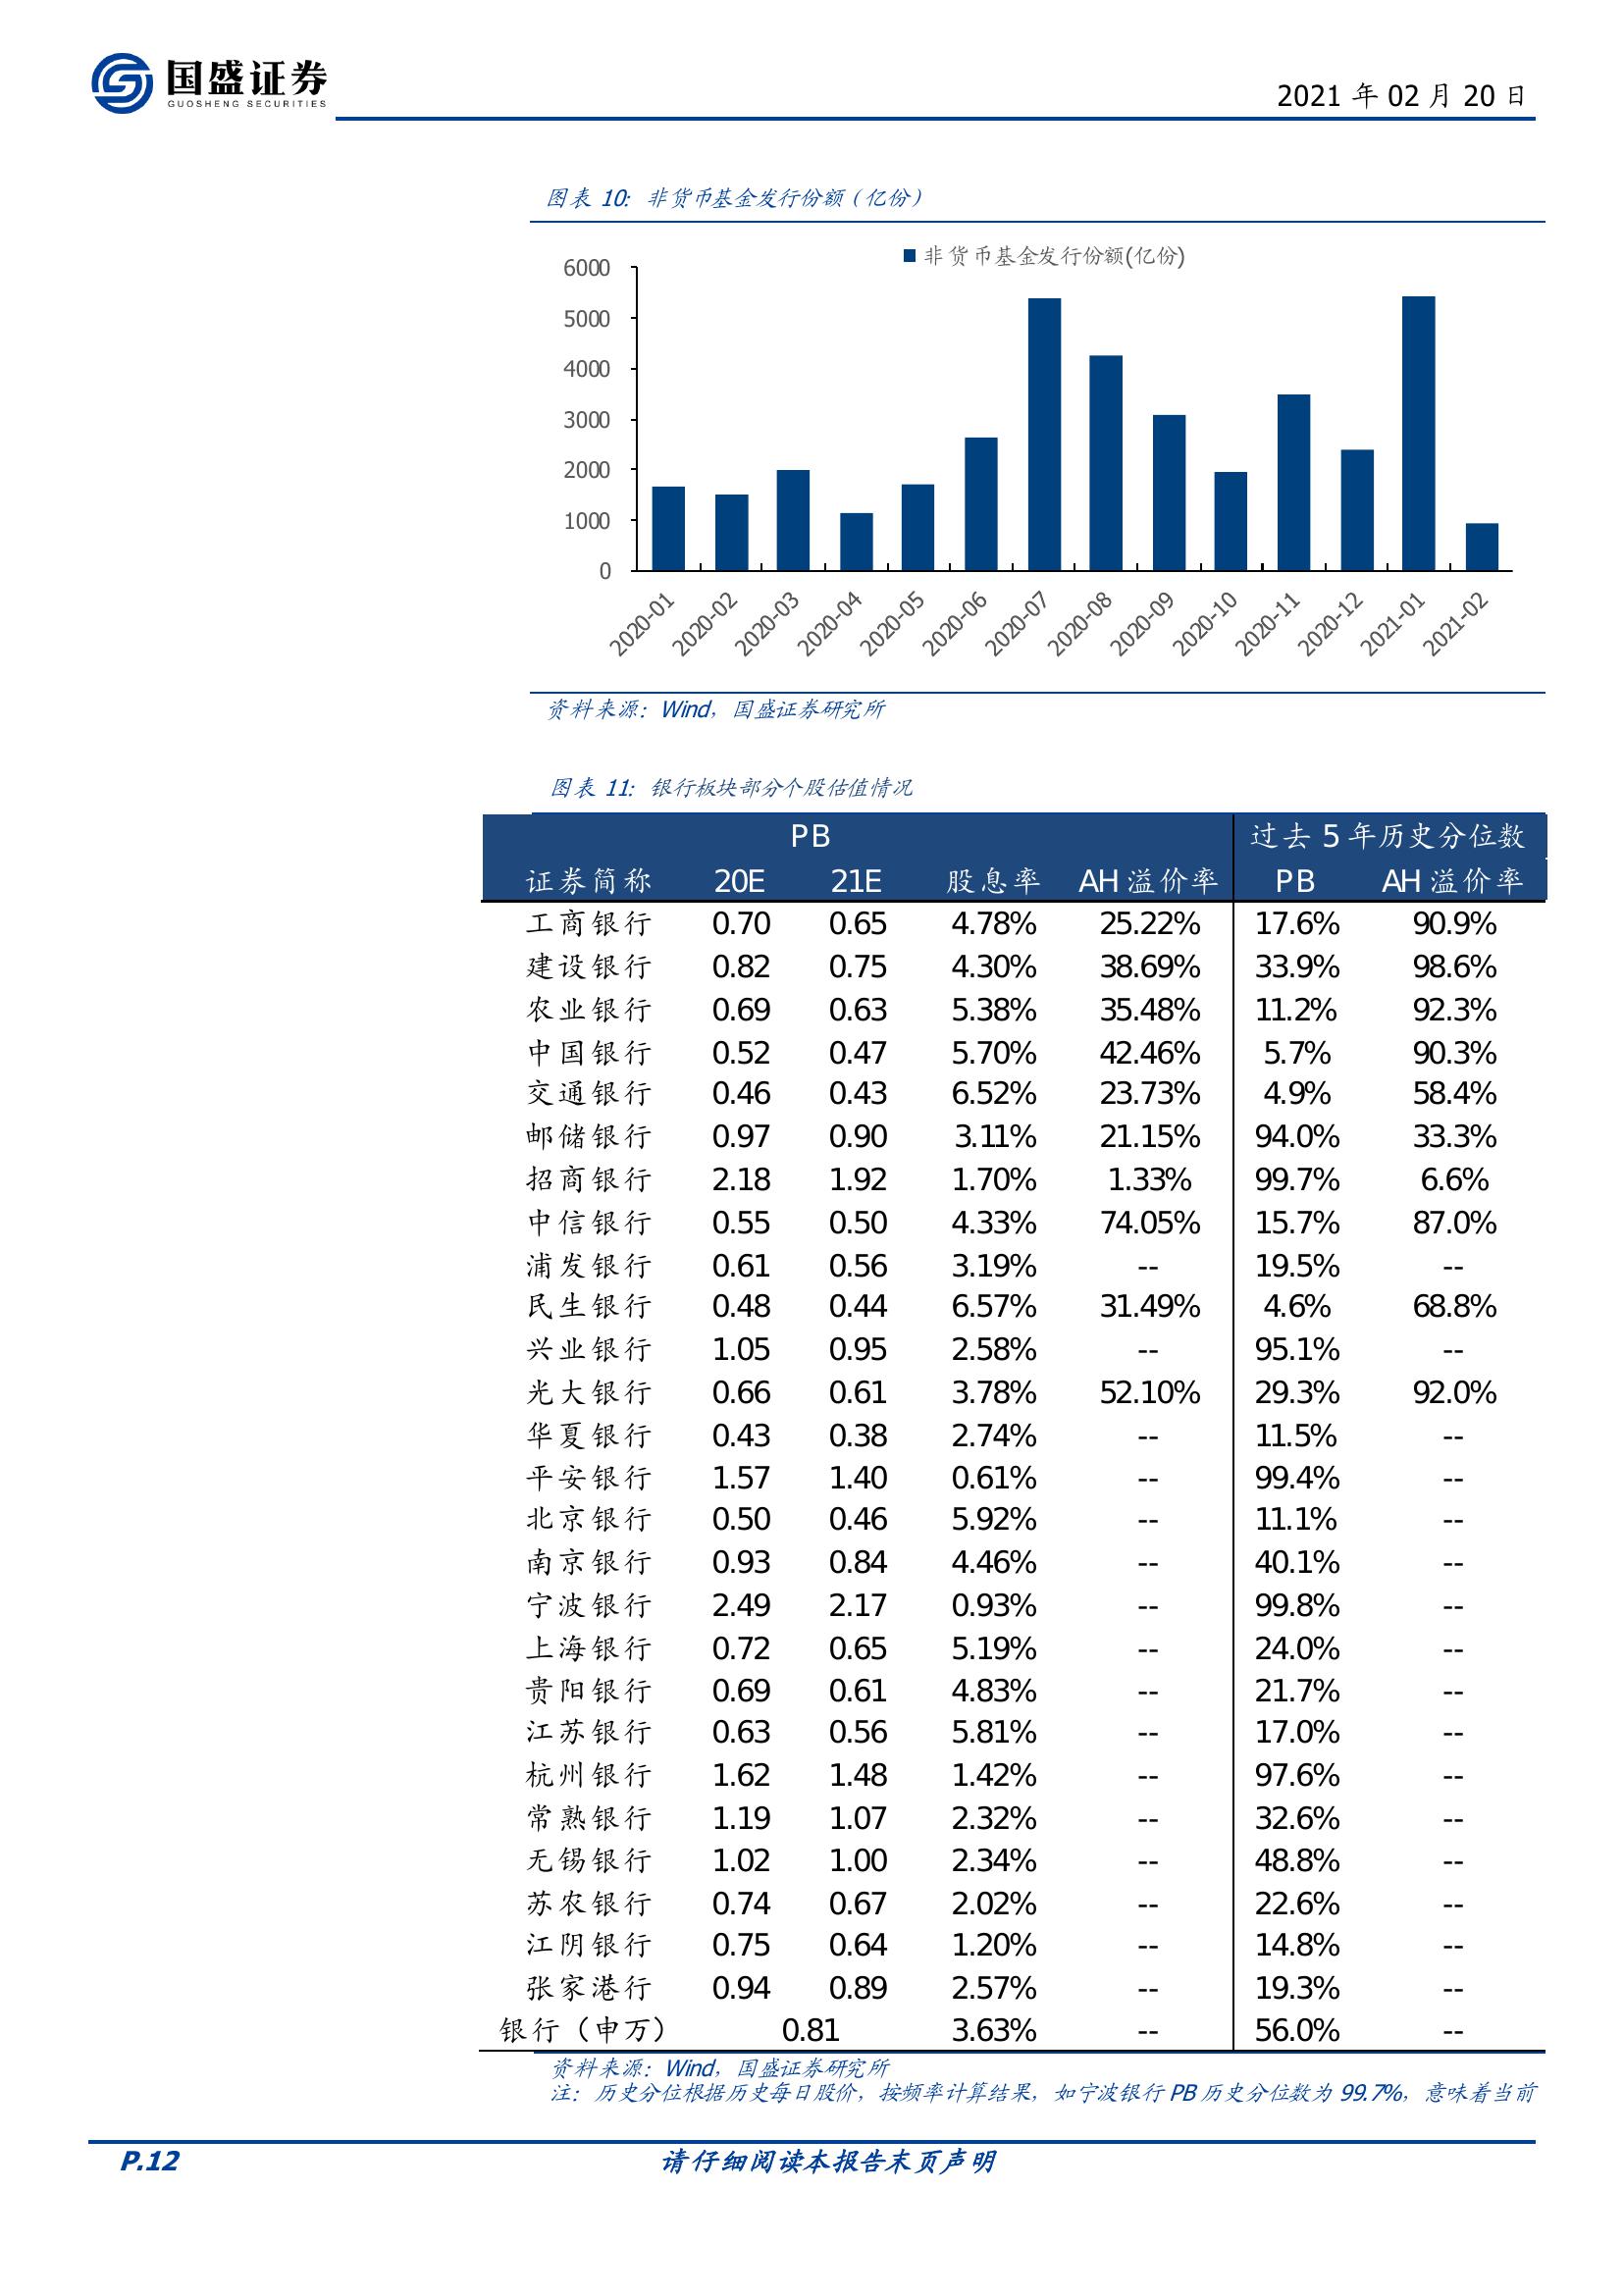 国盛证券
GUOSHENG SECURITIES
2021 年 02 月 20 日
图表 10: 非货币基金发行份额（亿份）
非货币基金发行份额(亿份)
6000
5000
4000
3000
2000
1000
0
2020-01 2020-02 2020-03 2020-04 2020-05 2020-06 2020-07 2020-08 2020-09 2020-10 2020-11 2020-12 2021-01 2021-02
资料来源：Wind，国盛证券研究所
图表 11: 银行板块部分个股估值情况
PB 过去 5 年历史分位数
证券简称 20E 21E 股息率 AH 溢价率 PB AH 溢价率
工商银行 0.70 0.65 4.78% 25.22% 17.6% 90.9%
建设银行 0.82 0.75 4.30% 38.69% 33.9% 98.6%
农业银行 0.69 0.63 5.38% 35.48% 11.2% 92.3%
中国银行 0.52 0.47 5.70% 42.46% 5.7% 90.3%
交通银行 0.46 0.43 6.52% 23.73% 4.9% 58.4%
邮储银行 0.97 0.90 3.11% 21.15% 94.0% 33.3%
招商银行 2.18 1.92 1.70% 1.33% 99.7% 6.6%
中信银行 0.55 0.50 4.33% 74.05% 15.7% 87.0%
浦发银行 0.61 0.56 3.19% -- 19.5% --
民生银行 0.48 0.44 6.57% 31.49% 4.6% 68.8%
兴业银行 1.05 0.95 2.58% -- 95.1% --
光大银行 0.66 0.61 3.78% 52.10% 29.3% 92.0%
华夏银行 0.43 0.38 2.74% -- 11.5% --
平安银行 1.57 1.40 0.61% -- 99.4% --
北京银行 0.50 0.46 5.92% -- 11.1% --
南京银行 0.93 0.84 4.46% -- 40.1% --
宁波银行 2.49 2.17 0.93% -- 99.8% --
上海银行 0.72 0.65 5.19% -- 24.0% --
贵阳银行 0.69 0.61 4.83% -- 21.7% --
江苏银行 0.63 0.56 5.81% -- 17.0% --
杭州银行 1.62 1.48 1.42% -- 97.6% --
常熟银行 1.19 1.07 2.32% -- 32.6% --
无锡银行 1.02 1.00 2.34% -- 48.8% --
苏农银行 0.74 0.67 2.02% -- 22.6% --
江阴银行 0.75 0.64 1.20% -- 14.8% --
张家港行 0.94 0.89 2.57% -- 19.3% --
银行（申万） 0.81 3.63% -- 56.0% --
资料来源：Wind，国盛证券研究所
注：历史分位根据历史每日股价，按频率计算结果，如宁波银行 PB 历史分位数为 99.7%，意味着当前
P.12 请仔细阅读本报告末页声明